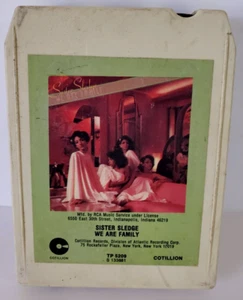 Sister Sledge
Mfd. by RCA Music Service under License
6550 East 30th Street, Indianapolis, Indiana 46219
SISTER SLEDGE
WE ARE FAMILY
Cotillion Records, Division of Atlantic Recording Corp.
75 Rockefeller Plaza, New York, New York 10019
COTILLION
TP 5209
COTILLION